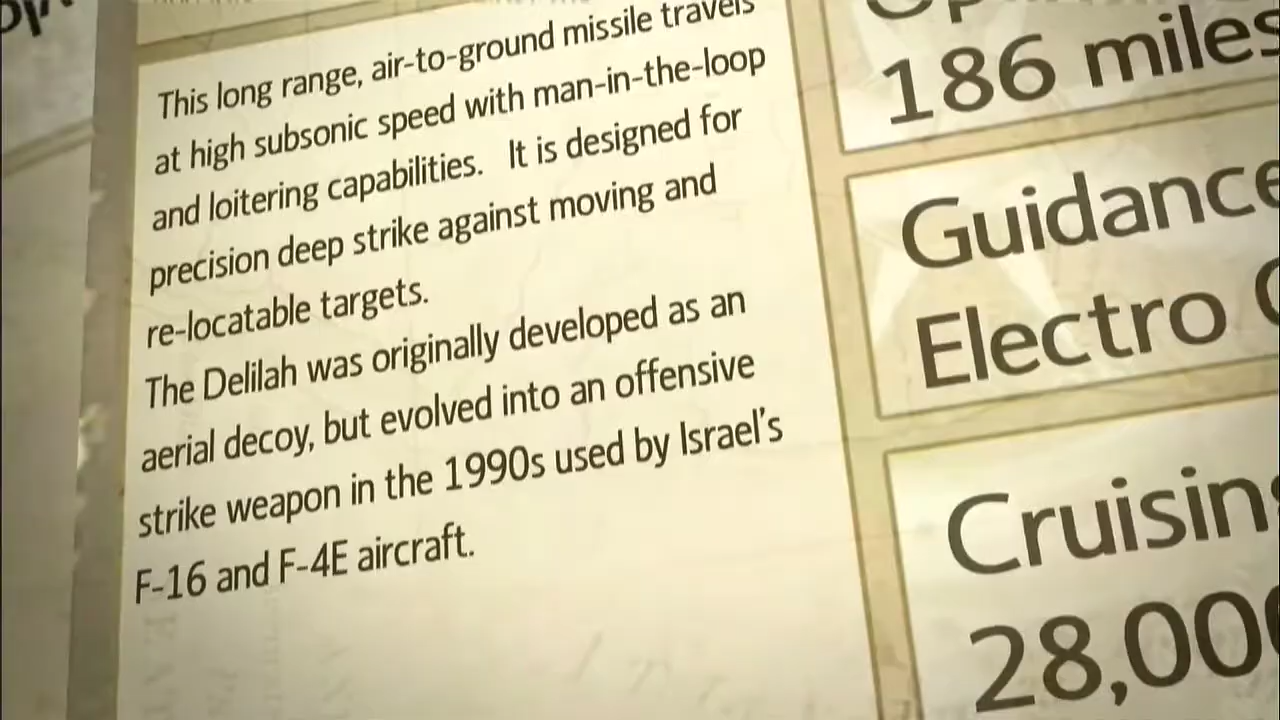 This long range, air-to-ground missile travels
at high subsonic speed with man-in-the-loop
and loitering capabilities. It is designed for
precision deep strike against moving and
re-locatable targets.
The Delilah was originally developed as an
aerial decoy, but evolved into an offensive
strike weapon in the 1990s used by Israel's
F-16 and F-4E aircraft.
186 miles
Guidance
Electro
Cruisin
28,00